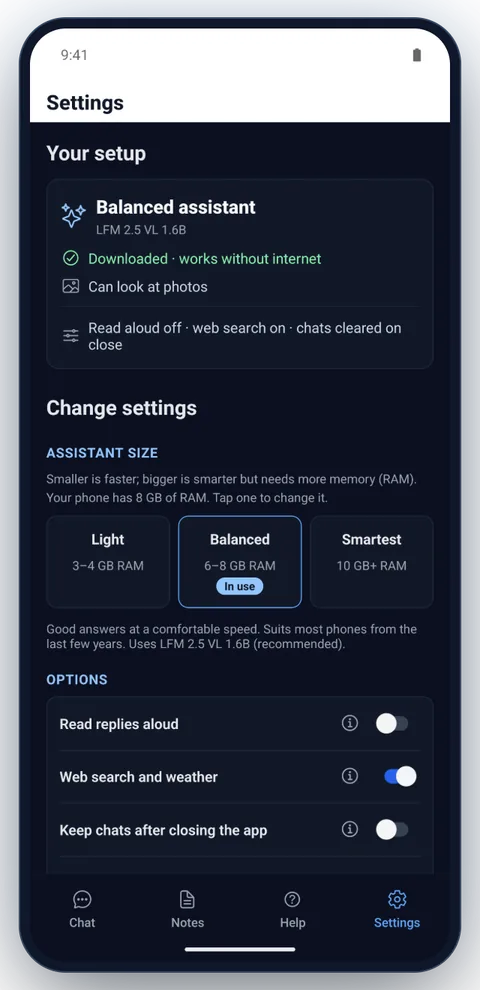 9:41
Settings
Your setup
Balanced assistant
LFM 2.5 VL 1.6B
Downloaded · works without internet
Can look at photos
Read aloud off · web search on · chats cleared on
close
Change settings
ASSISTANT SIZE
Smaller is faster; bigger is smarter but needs more memory (RAM).
Your phone has 8 GB of RAM. Tap one to change it.
Light
3–4 GB RAM
Balanced
6–8 GB RAM
In use
Smartest
10 GB+ RAM
Good answers at a comfortable speed. Suits most phones from the
last few years. Uses LFM 2.5 VL 1.6B (recommended).
OPTIONS
Read replies aloud
Web search and weather
Keep chats after closing the app
Chat
Notes
Help
Settings